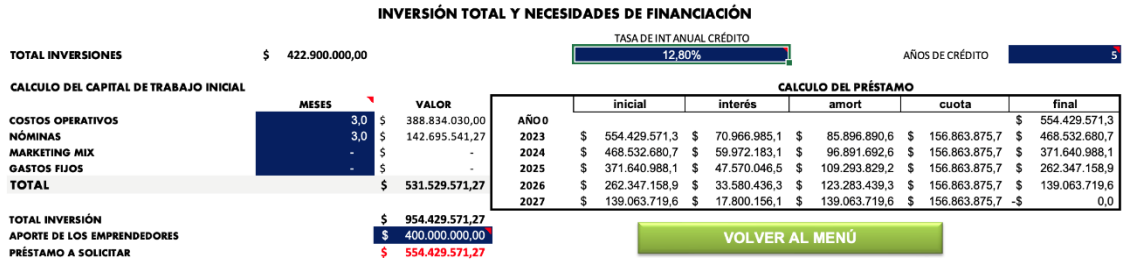 INVERSIÓN TOTAL Y NECESIDADES DE FINANCIACIÓN
TASA DE INT ANUAL CRÉDITO
TOTAL INVERSIONES $ 422.900.000,00 12,80% AÑOS DE CRÉDITO 5
CALCULO DEL CAPITAL DE TRABAJO INICIAL CALCULO DEL PRÉSTAMO
MESES VALOR inicial interés amort cuota final
COSTOS OPERATIVOS 3,0 $ 388.834.030,00 AÑO 0 $ 554.429.571,3
NÓMINAS 3,0 $ 142.695.541,27 2023 $ 554.429.571,3 $ 70.966.985,1 $ 85.896.890,6 $ 156.863.875,7 $ 468.532.680,7
MARKETING MIX - $ - 2024 $ 468.532.680,7 $ 59.972.183,1 $ 96.891.692,6 $ 156.863.875,7 $ 371.640.988,1
GASTOS FIJOS - $ - 2025 $ 371.640.988,1 $ 47.570.046,5 $ 109.293.829,2 $ 156.863.875,7 $ 262.347.158,9
TOTAL $ 531.529.571,27 2026 $ 262.347.158,9 $ 33.580.436,3 $ 123.283.439,3 $ 156.863.875,7 $ 139.063.719,6
2027 $ 139.063.719,6 $ 17.800.156,1 $ 139.063.719,6 $ 156.863.875,7 -$ 0,0
TOTAL INVERSIÓN $ 954.429.571,27
APORTE DE LOS EMPRENDEDORES $ 400.000.000,00
VOLVER AL MENÚ
PRÉSTAMO A SOLICITAR $ 554.429.571,27